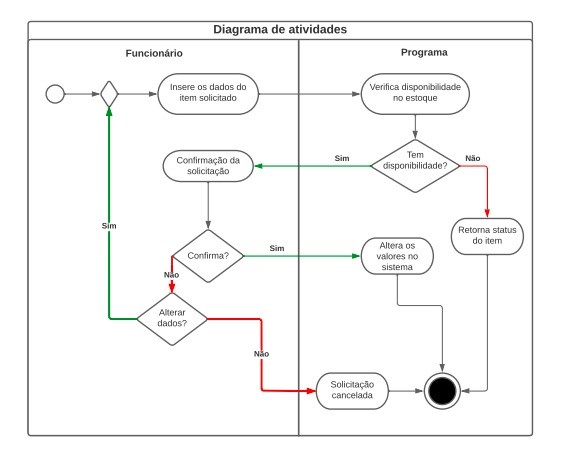 Diagrama de atividades
Funcionário
Programa
Insere os dados do
item solicitado
Verifica disponibilidade
no estoque
Confirmação da
solicitação
Sim
Tem
disponibilidade?
Não
Retorna status
do item
Sim
Confirma?
Sim
Altera os
valores no
sistema
Não
Alterar
dados?
Não
Solicitação
cancelada